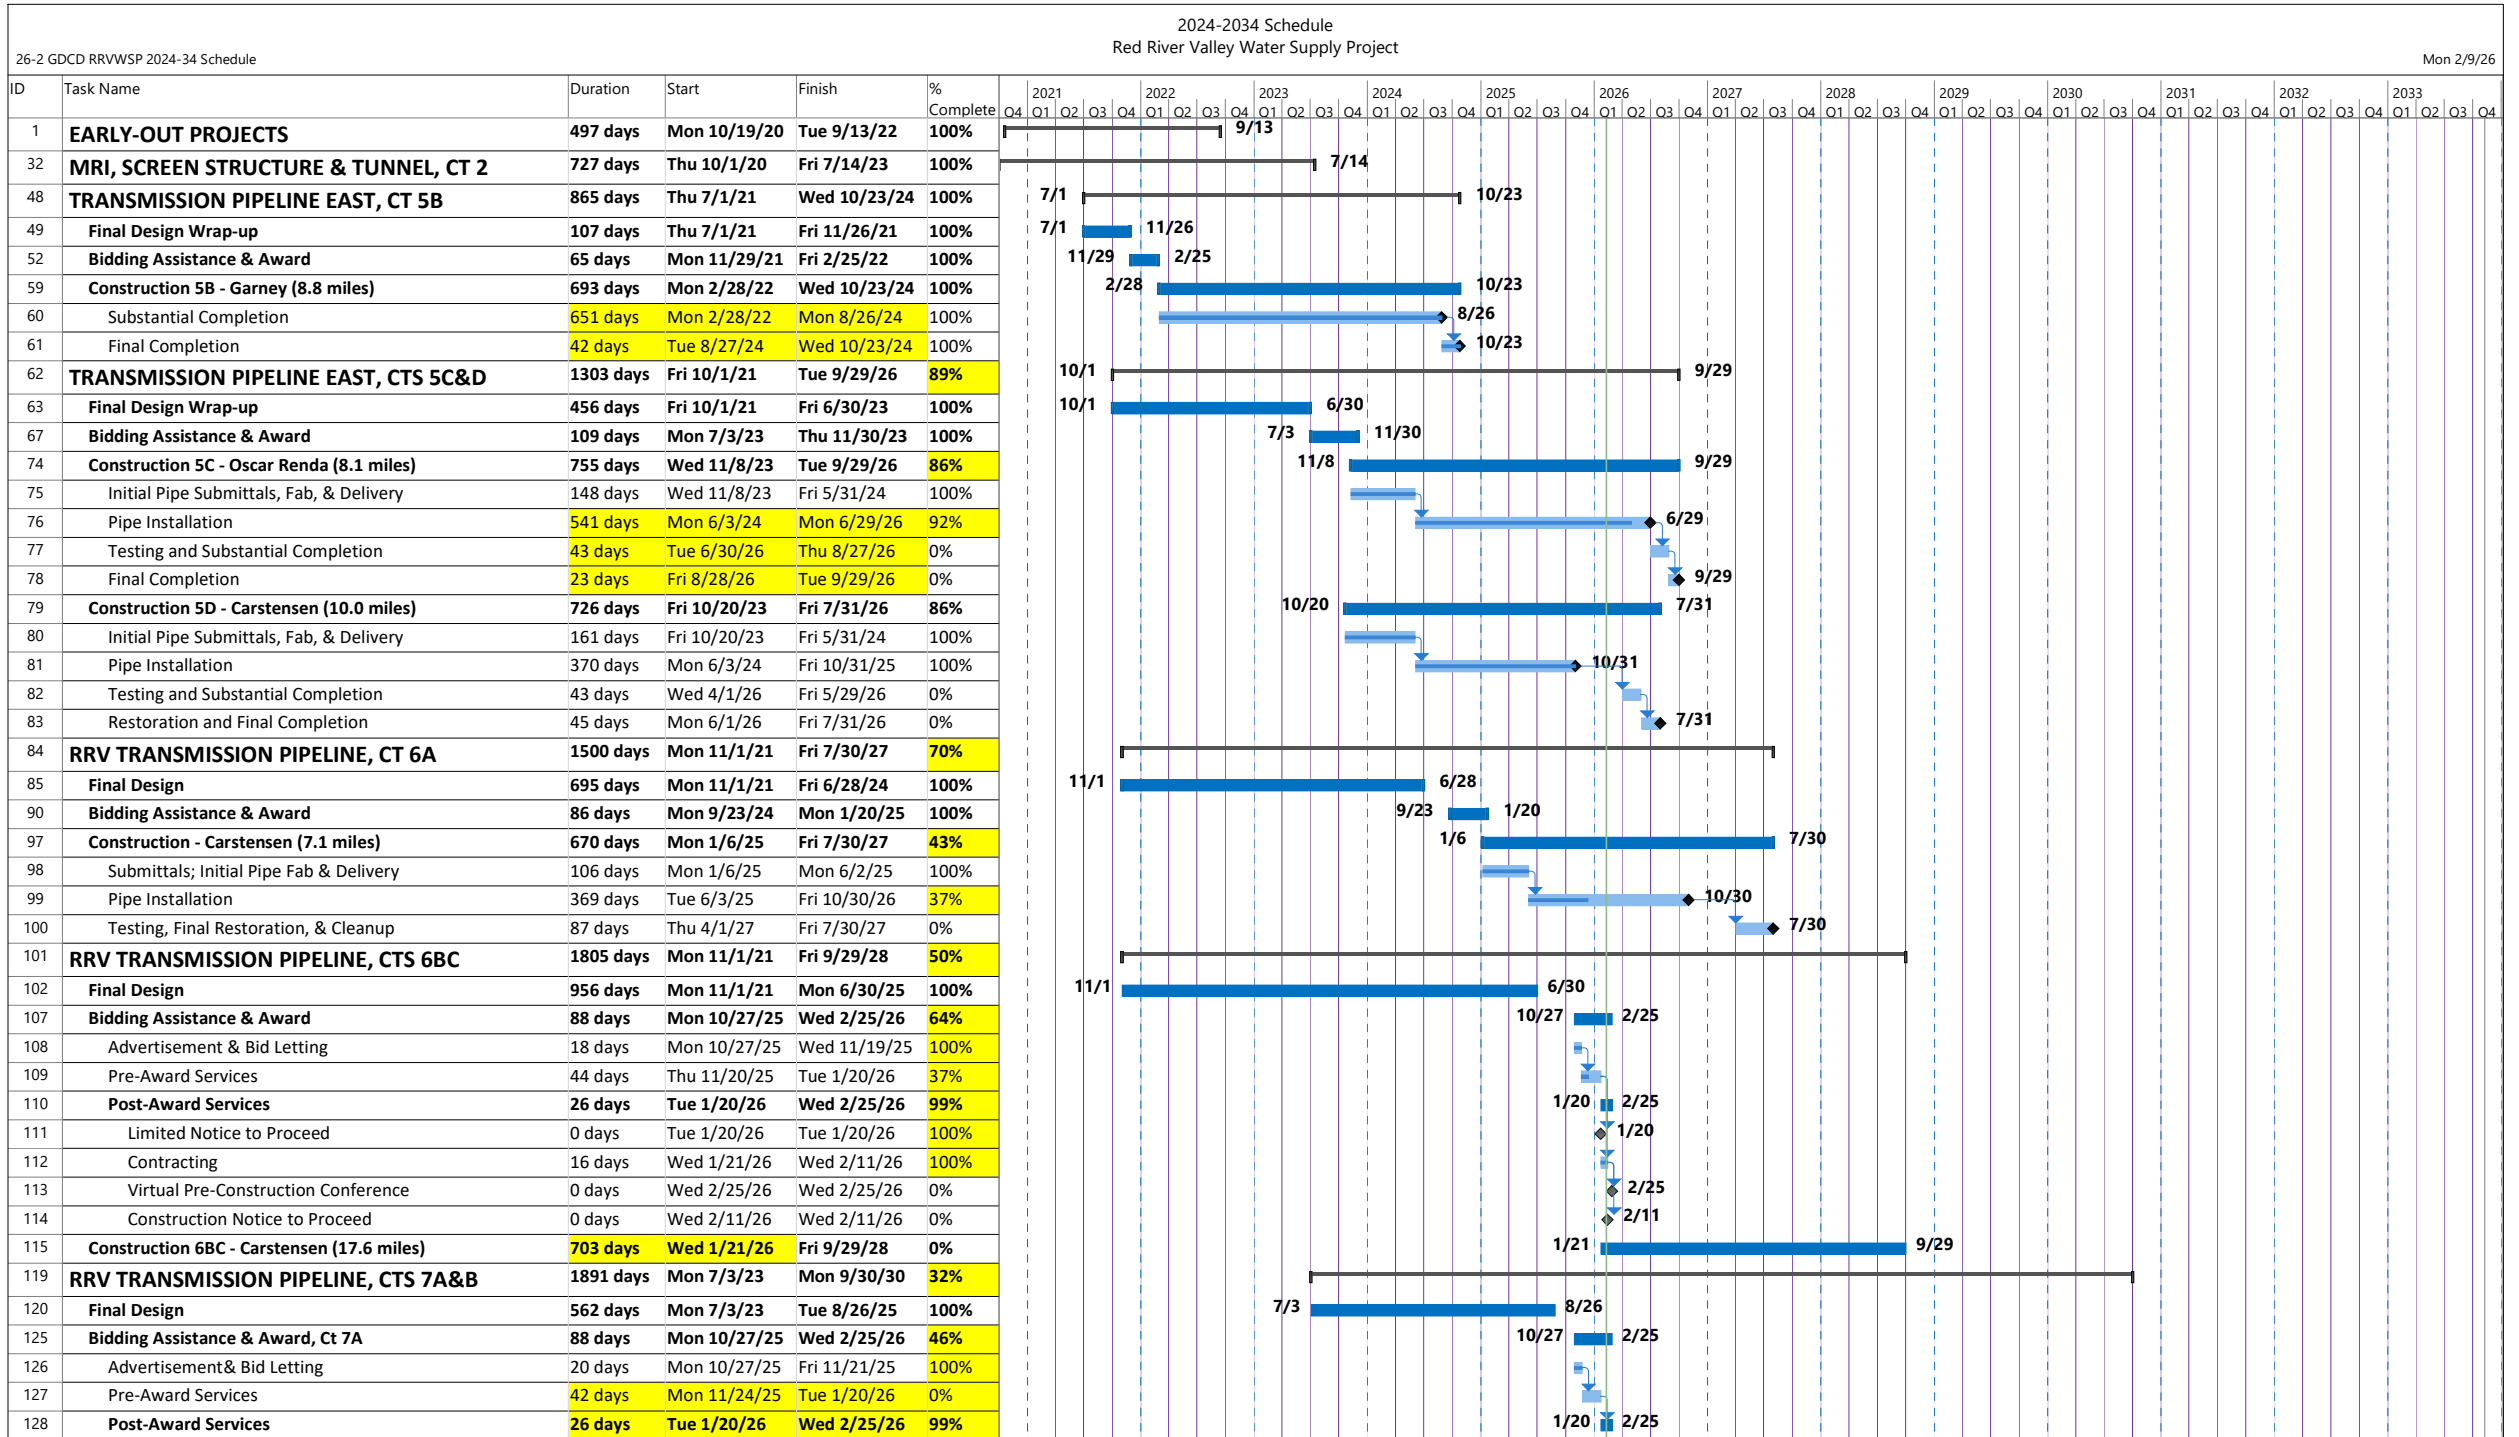 2024-2034 Schedule
Red River Valley Water Supply Project
26-2 GDCD RRVWSP 2024-34 Schedule
Mon 2/9/26
ID Task Name Duration Start Finish % Complete
2021 2022 2023 2024 2025 2026 2027 2028 2029 2030 2031 2032 2033
Q4 Q1 Q2 Q3 Q4 Q1 Q2 Q3 Q4 Q1 Q2 Q3 Q4 Q1 Q2 Q3 Q4 Q1 Q2 Q3 Q4 Q1 Q2 Q3 Q4 Q1 Q2 Q3 Q4 Q1 Q2 Q3 Q4 Q1 Q2 Q3 Q4 Q1 Q2 Q3 Q4 Q1 Q2 Q3 Q4 Q1 Q2 Q3 Q4 Q1 Q2 Q3 Q4
1 EARLY-OUT PROJECTS 497 days Mon 10/19/20 Tue 9/13/22 100% 9/13
32 MRI, SCREEN STRUCTURE & TUNNEL, CT 2 727 days Thu 10/1/20 Fri 7/14/23 100% 7/14
48 TRANSMISSION PIPELINE EAST, CT 5B 865 days Thu 7/1/21 Wed 10/23/24 100% 7/1 10/23
49 Final Design Wrap-up 107 days Thu 7/1/21 Fri 11/26/21 100% 7/1 11/26
52 Bidding Assistance & Award 65 days Mon 11/29/21 Fri 2/25/22 100% 11/29 2/25
59 Construction 5B - Garney (8.8 miles) 693 days Mon 2/28/22 Wed 10/23/24 100% 2/28 10/23
60 Substantial Completion 651 days Mon 2/28/22 Mon 8/26/24 100% 8/26
61 Final Completion 42 days Tue 8/27/24 Wed 10/23/24 100% 10/23
62 TRANSMISSION PIPELINE EAST, CTS 5C&D 1303 days Fri 10/1/21 Tue 9/29/26 89% 10/1 9/29
63 Final Design Wrap-up 456 days Fri 10/1/21 Fri 6/30/23 100% 10/1 6/30
67 Bidding Assistance & Award 109 days Mon 7/3/23 Thu 11/30/23 100% 7/3 11/30
74 Construction 5C - Oscar Renda (8.1 miles) 755 days Wed 11/8/23 Tue 9/29/26 86% 11/8 9/29
75 Initial Pipe Submittals, Fab, & Delivery 148 days Wed 11/8/23 Fri 5/31/24 100%
76 Pipe Installation 541 days Mon 6/3/24 Mon 6/29/26 92% 6/29
77 Testing and Substantial Completion 43 days Tue 6/30/26 Thu 8/27/26 0%
78 Final Completion 23 days Fri 8/28/26 Tue 9/29/26 0% 9/29
79 Construction 5D - Carstensen (10.0 miles) 726 days Fri 10/20/23 Fri 7/31/26 86% 10/20 7/31
80 Initial Pipe Submittals, Fab, & Delivery 161 days Fri 10/20/23 Fri 5/31/24 100%
81 Pipe Installation 370 days Mon 6/3/24 Fri 10/31/25 100% 10/31
82 Testing and Substantial Completion 43 days Wed 4/1/26 Fri 5/29/26 0%
83 Restoration and Final Completion 45 days Mon 6/1/26 Fri 7/31/26 0% 7/31
84 RRV TRANSMISSION PIPELINE, CT 6A 1500 days Mon 11/1/21 Fri 7/30/27 70%
85 Final Design 695 days Mon 11/1/21 Fri 6/28/24 100% 11/1 6/28
90 Bidding Assistance & Award 86 days Mon 9/23/24 Mon 1/20/25 100% 9/23 1/20
97 Construction - Carstensen (7.1 miles) 670 days Mon 1/6/25 Fri 7/30/27 43% 1/6 7/30
98 Submittals; Initial Pipe Fab & Delivery 106 days Mon 1/6/25 Mon 6/2/25 100%
99 Pipe Installation 369 days Tue 6/3/25 Fri 10/30/26 37% 10/30
100 Testing, Final Restoration, & Cleanup 87 days Thu 4/1/27 Fri 7/30/27 0% 7/30
101 RRV TRANSMISSION PIPELINE, CTS 6BC 1805 days Mon 11/1/21 Fri 9/29/28 50%
102 Final Design 956 days Mon 11/1/21 Mon 6/30/25 100% 11/1 6/30
107 Bidding Assistance & Award 88 days Mon 10/27/25 Wed 2/25/26 64% 10/27 2/25
108 Advertisement & Bid Letting 18 days Mon 10/27/25 Wed 11/19/25 100%
109 Pre-Award Services 44 days Thu 11/20/25 Tue 1/20/26 37%
110 Post-Award Services 26 days Tue 1/20/26 Wed 2/25/26 99% 1/20 2/25
111 Limited Notice to Proceed 0 days Tue 1/20/26 Tue 1/20/26 100% 1/20
112 Contracting 16 days Wed 1/21/26 Wed 2/11/26 100%
113 Virtual Pre-Construction Conference 0 days Wed 2/25/26 Wed 2/25/26 0% 2/25
114 Construction Notice to Proceed 0 days Wed 2/11/26 Wed 2/11/26 0% 2/11
115 Construction 6BC - Carstensen (17.6 miles) 703 days Wed 1/21/26 Fri 9/29/28 0% 1/21 9/29
119 RRV TRANSMISSION PIPELINE, CTS 7A&B 1891 days Mon 7/3/23 Mon 9/30/30 32%
120 Final Design 562 days Mon 7/3/23 Tue 8/26/25 100% 7/3 8/26
125 Bidding Assistance & Award, Ct 7A 88 days Mon 10/27/25 Wed 2/25/26 46% 10/27 2/25
126 Advertisement& Bid Letting 20 days Mon 10/27/25 Fri 11/21/25 100%
127 Pre-Award Services 42 days Mon 11/24/25 Tue 1/20/26 0%
128 Post-Award Services 26 days Tue 1/20/26 Wed 2/25/26 99% 1/20 2/25